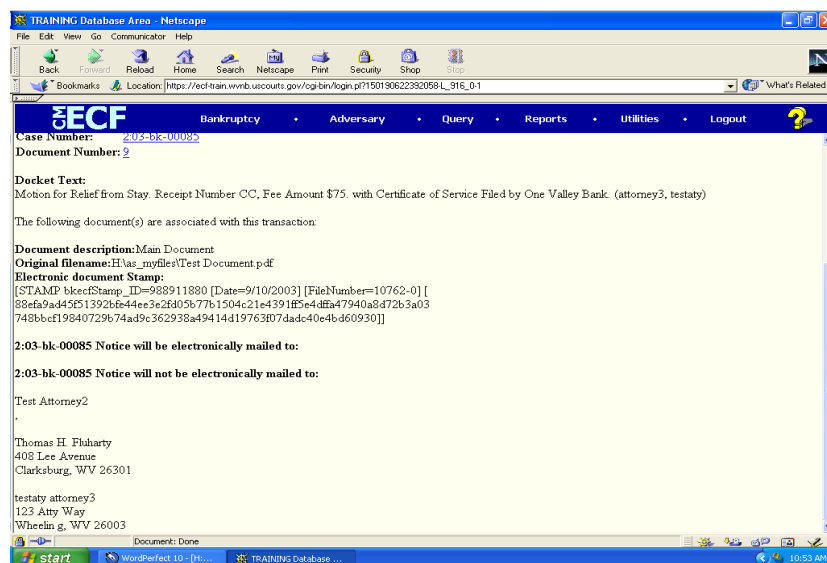 TRAINING Database Area - Netscape
File Edit View Go Communicator Help
Back Forward Reload Home Search Netscape Print Security Shop Stop
Bookmarks Location: https://ecf-train.wvnb.uscourts.gov/cgi-bin/login.pl?150190622392058-L_916_0-1 What's Related
CM ECF Bankruptcy • Adversary • Query • Reports • Utilities • Logout ?
Case Number: 2:03-bk-00085
Document Number: 9
Docket Text:
Motion for Relief from Stay. Receipt Number CC, Fee Amount $75. with Certificate of Service Filed by One Valley Bank. (attorney3, testaty)
The following document(s) are associated with this transaction:
Document description:Main Document
Original filename:H:\as_myfiles\Test Document.pdf
Electronic document Stamp:
[STAMP bkecfStamp_ID=988911880 [Date=9/10/2003] [FileNumber=10762-0] [
88efa9ad45f51392bfe44ee3e2fd05b77b1504c21e4391ff5e4dffa47940a8d72b3a03
748bbcf19840729b74ad9c362938a49414d19763f07dadc40e4bd60930]]
2:03-bk-00085 Notice will be electronically mailed to:
2:03-bk-00085 Notice will not be electronically mailed to:
Test Attorney2
,
Thomas H. Fluharty
408 Lee Avenue
Clarksburg, WV 26301
testaty attorney3
123 Atty Way
Wheelin g, WV 26003
Document: Done
start WordPerfect 10 - [H:... TRAINING Database ... 10:53 AM